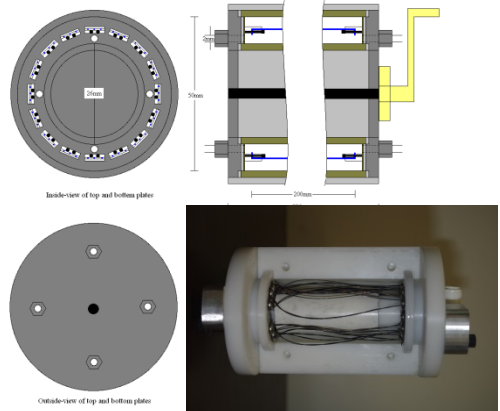 26mm
Inside-view of top and bottom plates
50mm
200mm
Outside-view of top and bottom plates